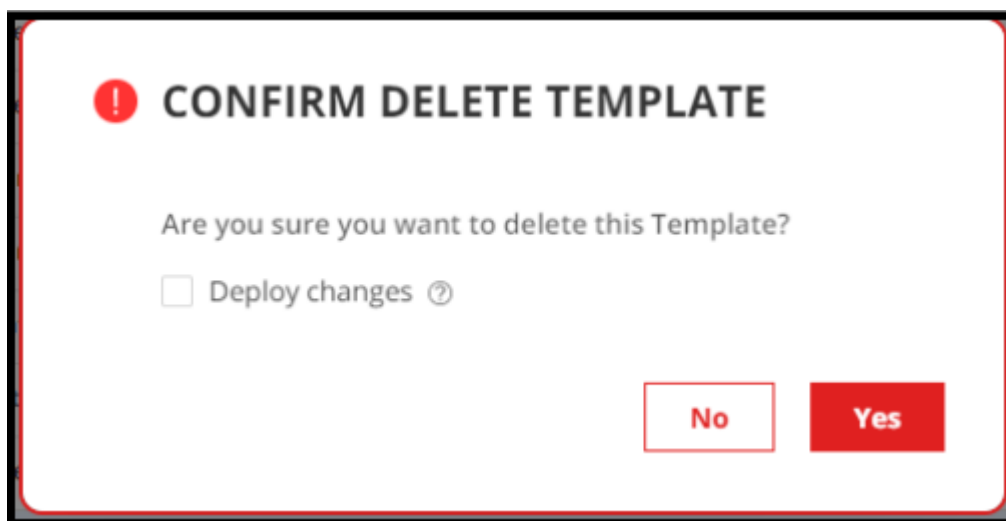 CONFIRM DELETE TEMPLATE
Are you sure you want to delete this Template?
Deploy changes
No
Yes